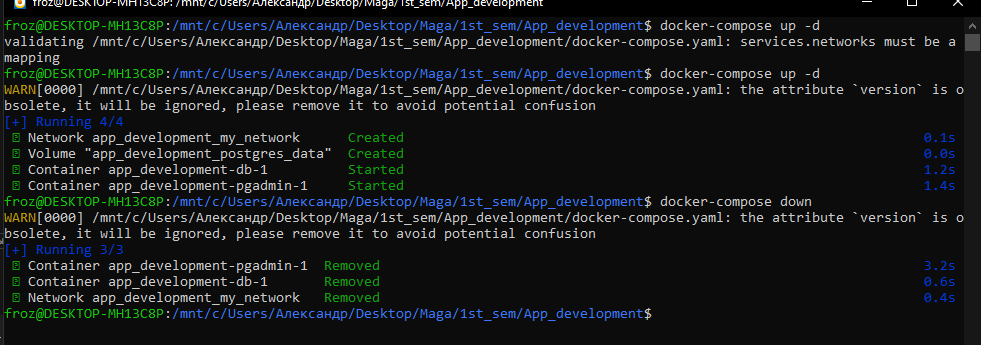 froz@DESKTOP-MH13C8P: /mnt/c/Users/Александр/Desktop/Maga/1st_sem/App_development
froz@DESKTOP-MH13C8P:/mnt/c/Users/Александр/Desktop/Maga/1st_sem/App_development$ docker-compose up -d
validating /mnt/c/Users/Александр/Desktop/Maga/1st_sem/App_development/docker-compose.yaml: services.networks must be a
mapping
froz@DESKTOP-MH13C8P:/mnt/c/Users/Александр/Desktop/Maga/1st_sem/App_development$ docker-compose up -d
WARN[0000] /mnt/c/Users/Александр/Desktop/Maga/1st_sem/App_development/docker-compose.yaml: the attribute `version` is o
bsolete, it will be ignored, please remove it to avoid potential confusion
[+] Running 4/4
Network app_development_my_network Created 0.1s
Volume "app_development_postgres_data" Created 0.0s
Container app_development-db-1 Started 1.2s
Container app_development-pgadmin-1 Started 1.4s
froz@DESKTOP-MH13C8P:/mnt/c/Users/Александр/Desktop/Maga/1st_sem/App_development$ docker-compose down
WARN[0000] /mnt/c/Users/Александр/Desktop/Maga/1st_sem/App_development/docker-compose.yaml: the attribute `version` is o
bsolete, it will be ignored, please remove it to avoid potential confusion
[+] Running 3/3
Container app_development-pgadmin-1 Removed 3.2s
Container app_development-db-1 Removed 0.6s
Network app_development_my_network Removed 0.4s
froz@DESKTOP-MH13C8P:/mnt/c/Users/Александр/Desktop/Maga/1st_sem/App_development$